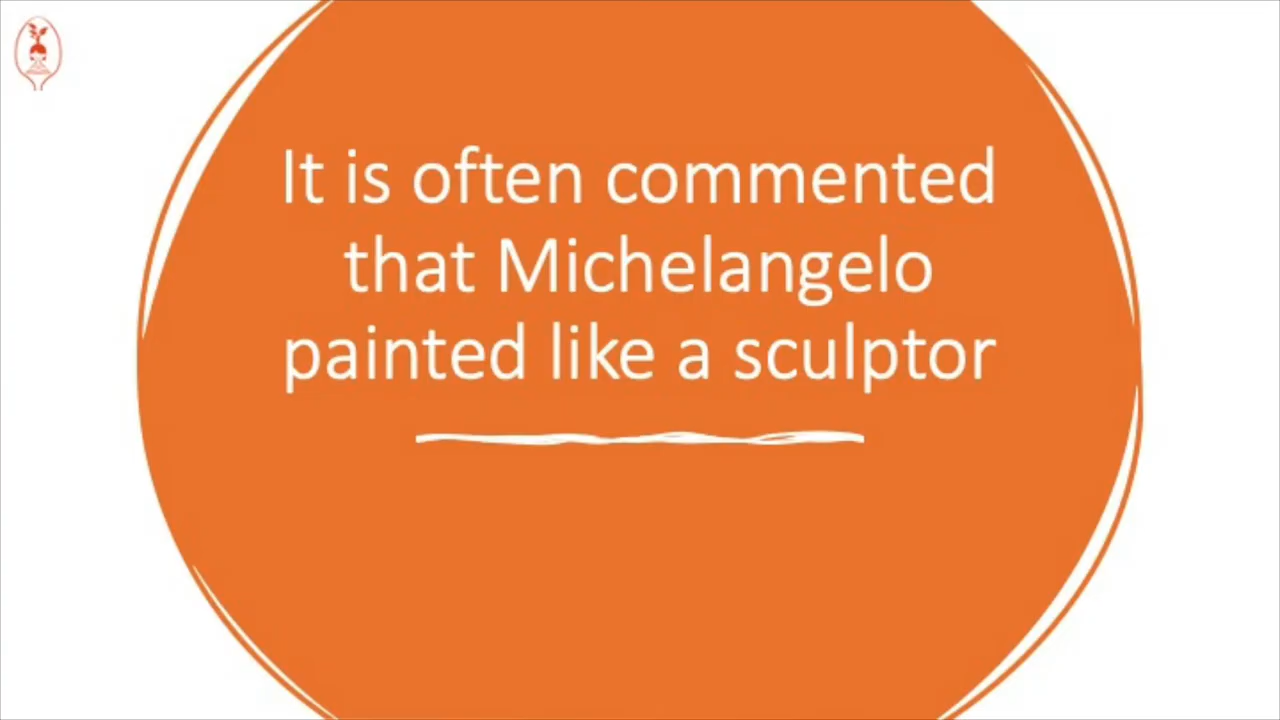 It is often commented
that Michelangelo
painted like a sculptor